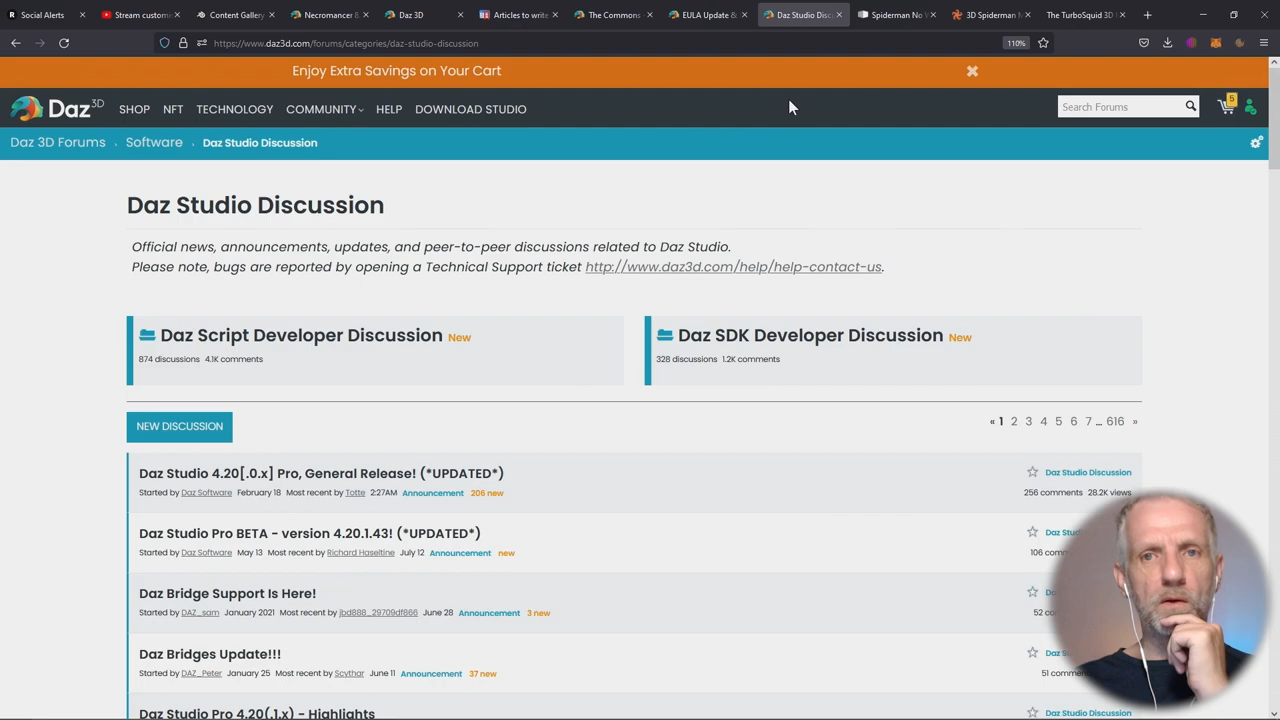 Social Alerts
Stream customi
Content Gallery
Necromancer B
Daz 3D
Articles to write
The Commons
EULA Update &
Daz Studio Discu
Spiderman No W
3D Spiderman M
The TurboSquid 3D
https://www.daz3d.com/forums/categories/daz-studio-discussion
110%
Enjoy Extra Savings on Your Cart
Daz 3D
SHOP NFT TECHNOLOGY COMMUNITY HELP DOWNLOAD STUDIO
Search Forums
5
Daz 3D Forums Software Daz Studio Discussion
Daz Studio Discussion
Official news, announcements, updates, and peer-to-peer discussions related to Daz Studio.
Please note, bugs are reported by opening a Technical Support ticket http://www.daz3d.com/help/help-contact-us.
Daz Script Developer Discussion New
874 discussions 4.1K comments
Daz SDK Developer Discussion New
328 discussions 1.2K comments
NEW DISCUSSION
« 1 2 3 4 5 6 7 ... 616 »
Daz Studio 4.20[.0.x] Pro, General Release! (*UPDATED*)
Daz Studio Discussion
Started by Daz Software February 18 Most recent by Totte 2:27AM Announcement 206 new
256 comments 28.2K views
Daz Studio Pro BETA - version 4.20.1.43! (*UPDATED*)
Daz Stu
Started by Daz Software May 13 Most recent by Richard Haseltine July 12 Announcement new
106 com
Daz Bridge Support Is Here!
Started by DAZ_sam January 2021 Most recent by jbd888_29709df866 June 28 Announcement 3 new
52 c
Daz Bridges Update!!!
Daz S
Started by DAZ_Peter January 25 Most recent by Scythar June 11 Announcement 37 new
51 comme
Daz Studio Pro 4.20(.1.x) - Highlights
Daz Studio Discussion